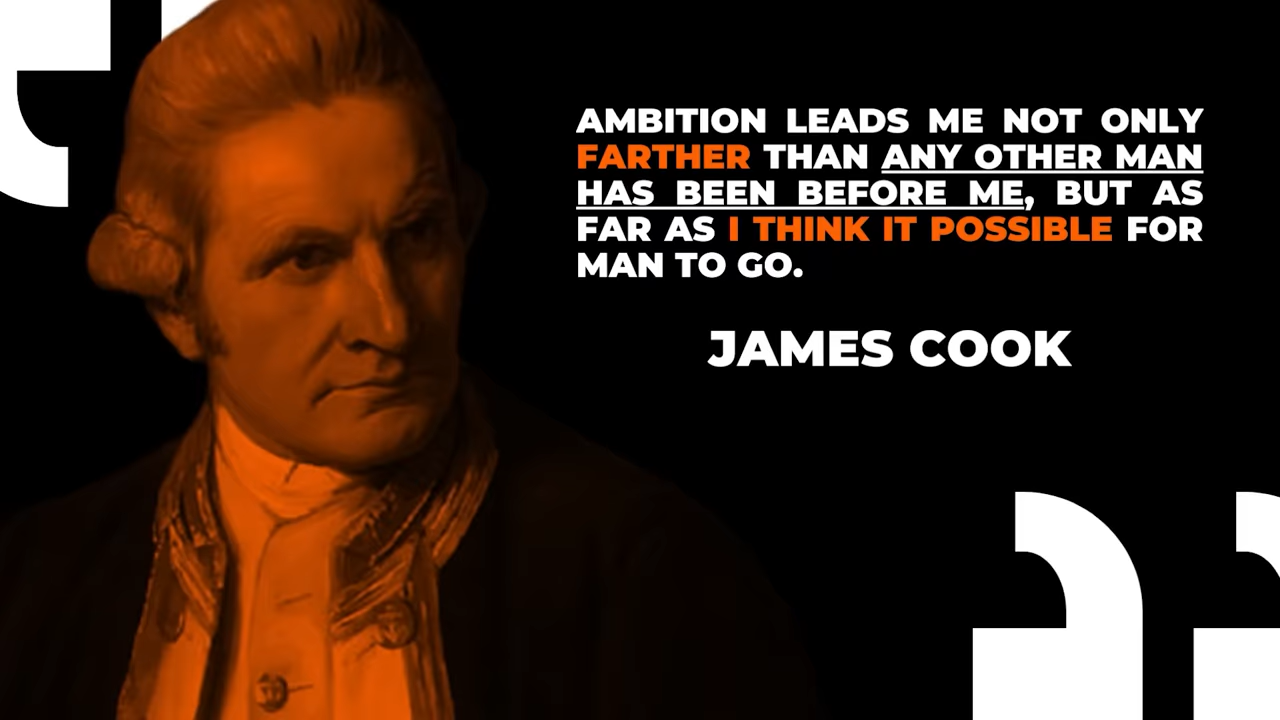 AMBITION LEADS ME NOT ONLY
FARTHER THAN ANY OTHER MAN
HAS BEEN BEFORE ME, BUT AS
FAR AS I THINK IT POSSIBLE FOR
MAN TO GO.
JAMES COOK